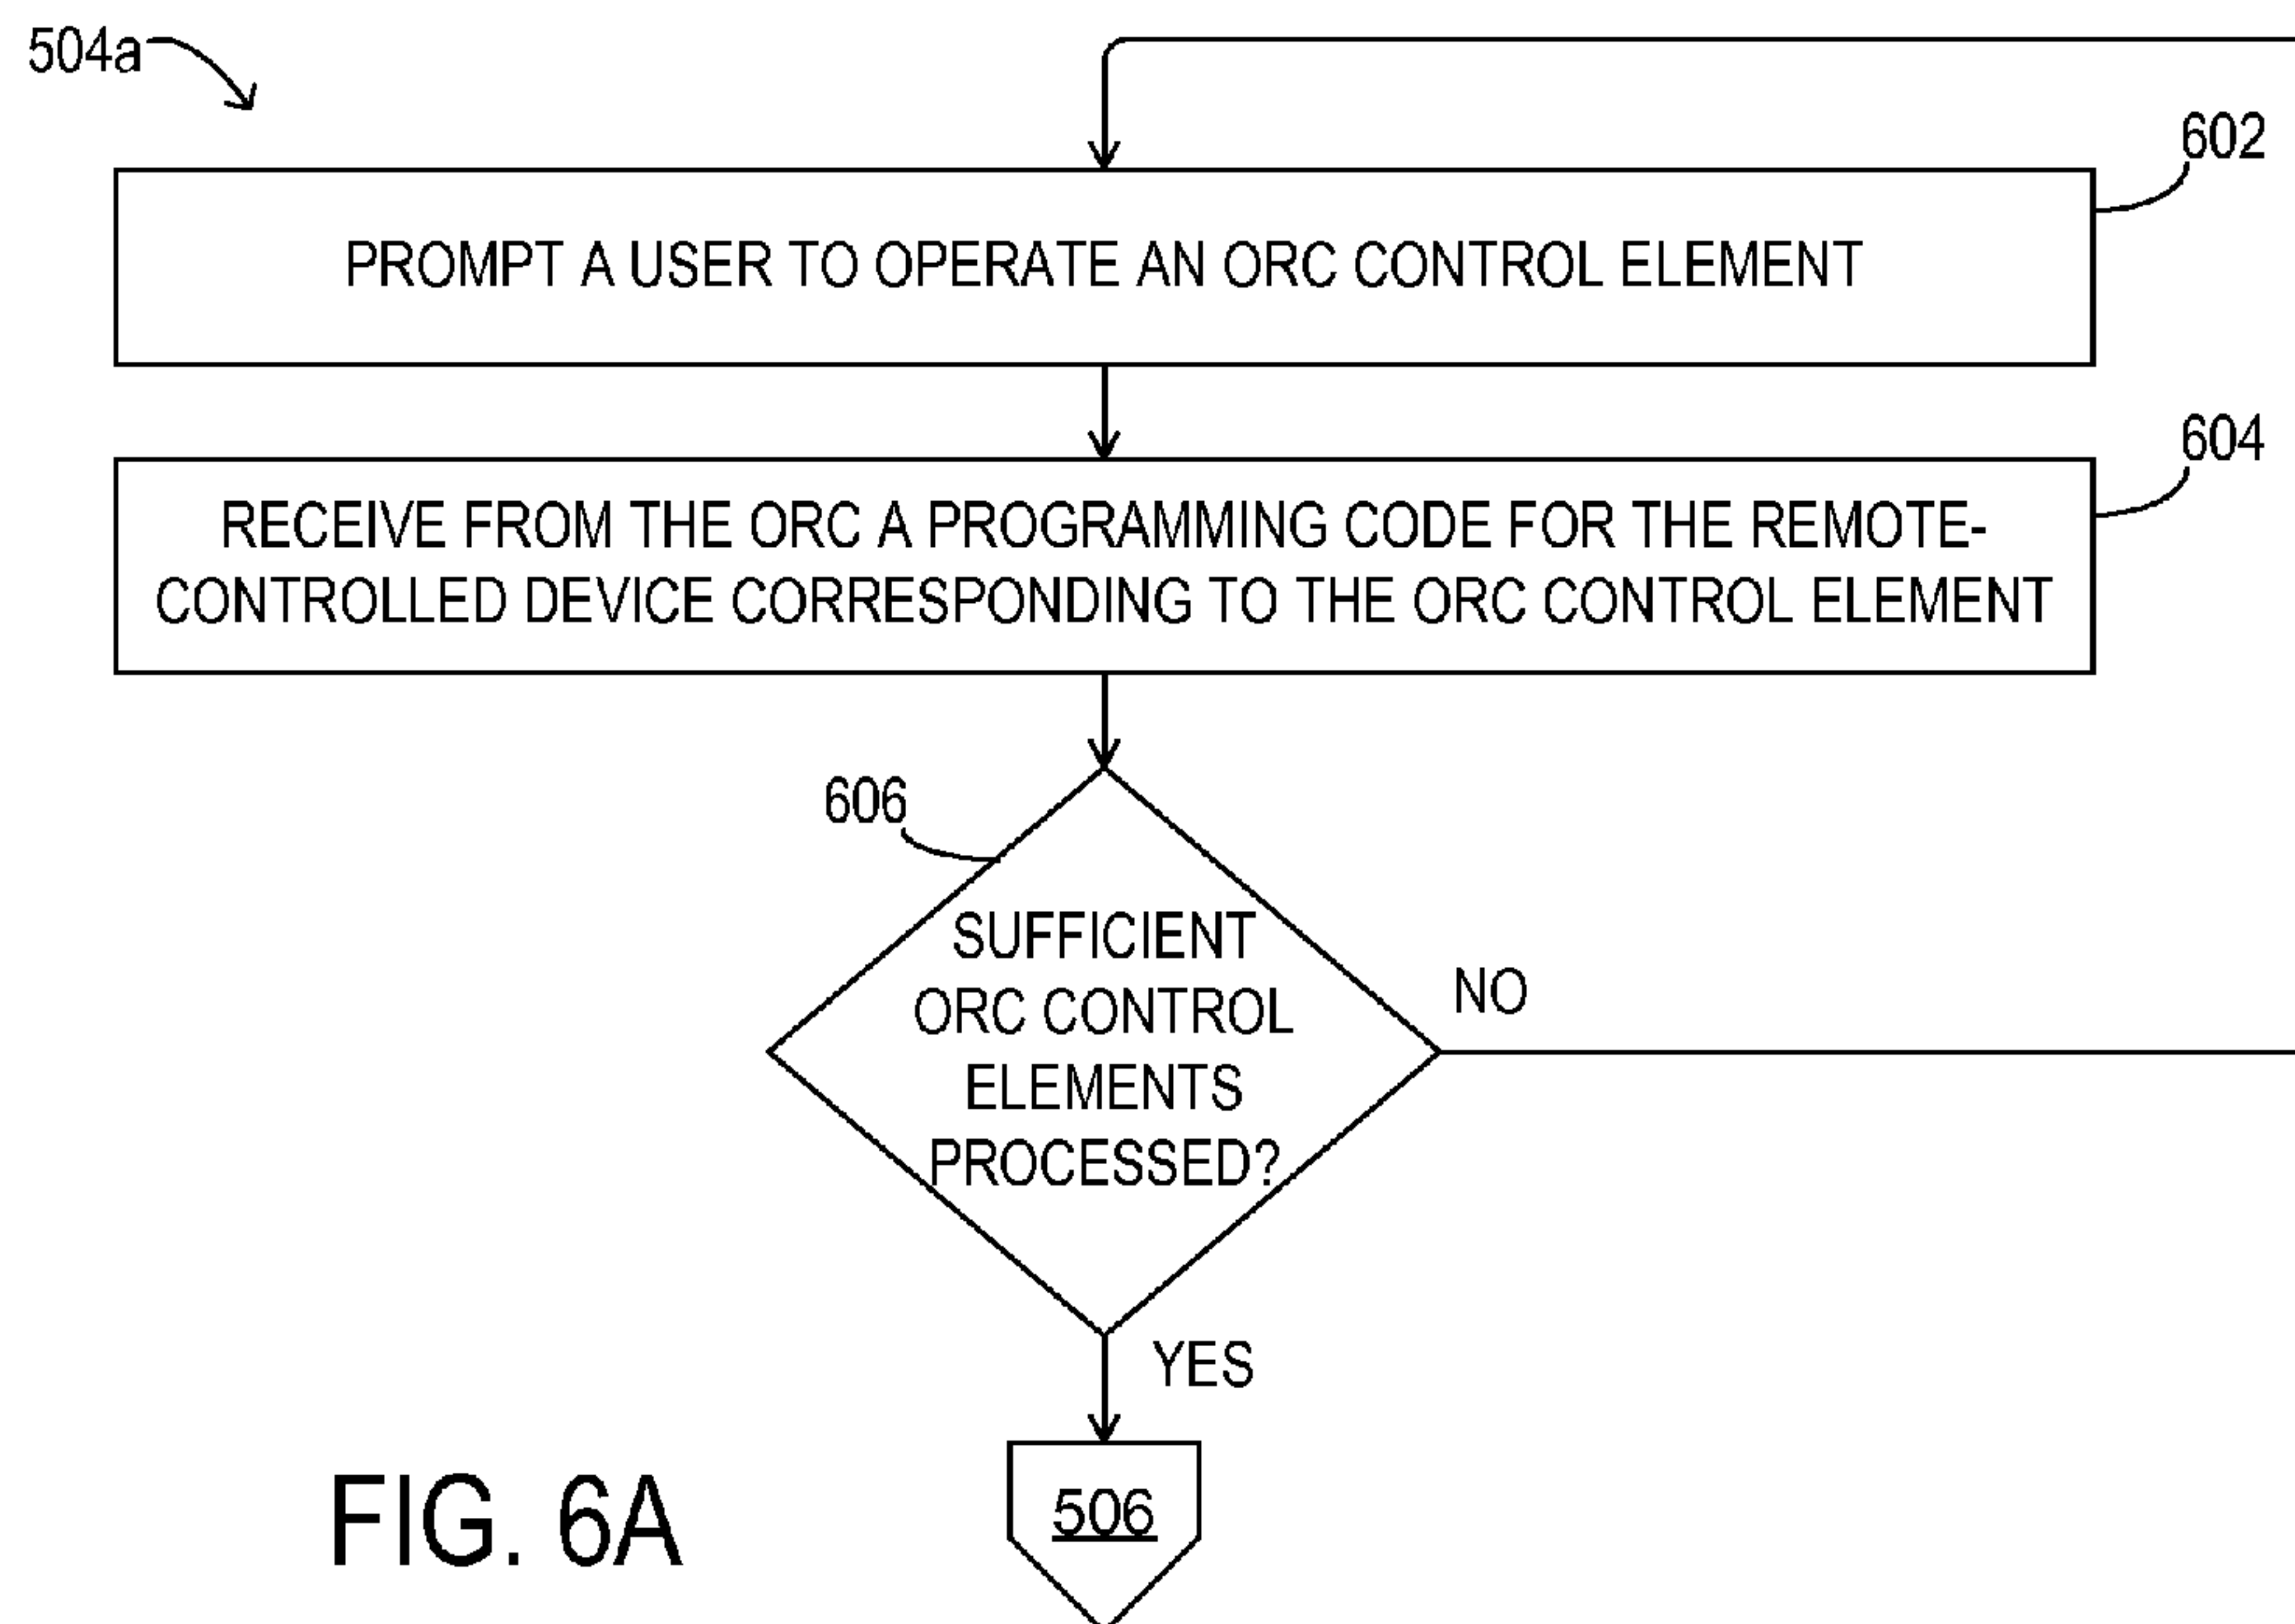 504a
602
PROMPT A USER TO OPERATE AN ORC CONTROL ELEMENT
604
RECEIVE FROM THE ORC A PROGRAMMING CODE FOR THE REMOTE-
CONTROLLED DEVICE CORRESPONDING TO THE ORC CONTROL ELEMENT
606
SUFFICIENT
ORC CONTROL
ELEMENTS
PROCESSED?
NO
YES
506
FIG. 6A